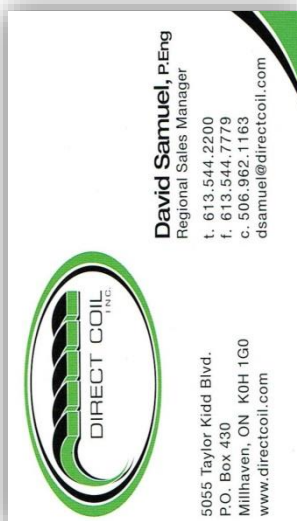 DIRECT COIL
INC.
David Samuel, P.Eng
Regional Sales Manager
t. 613.544.2200
f. 613.544.7779
c. 506.962.1163
dsamuel@directcoil.com
5055 Taylor Kidd Blvd.
P.O. Box 430
Millhaven, ON K0H 1G0
www.directcoil.com